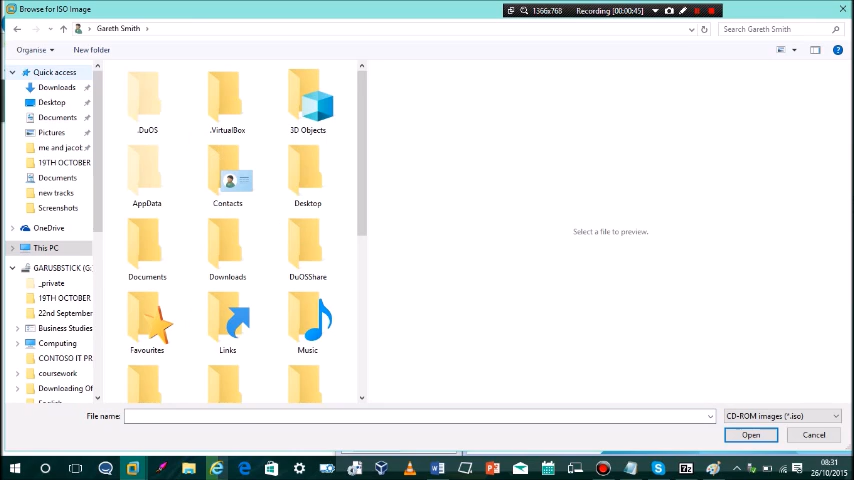 Browse for ISO Image
1366x768
Recording [00:00:45]
Gareth Smith
Search Gareth Smith
Organise
New folder
Quick access
Downloads
Desktop
Documents
Pictures
me and jacot
19TH OCTOBER
Documents
new tracks
Screenshots
OneDrive
This PC
GARUSBSTICK (G:
_private
19TH OCTOBER
22nd September
Business Studies
Computing
CONTOSO IT PR
coursework
Downloading Of
.DuOS
.VirtualBox
3D Objects
AppData
Contacts
Desktop
Documents
Downloads
DuOSShare
Favourites
Links
Music
Select a file to preview.
File name:
CD-ROM images (*.iso)
Open
Cancel
08:31
26/10/2015